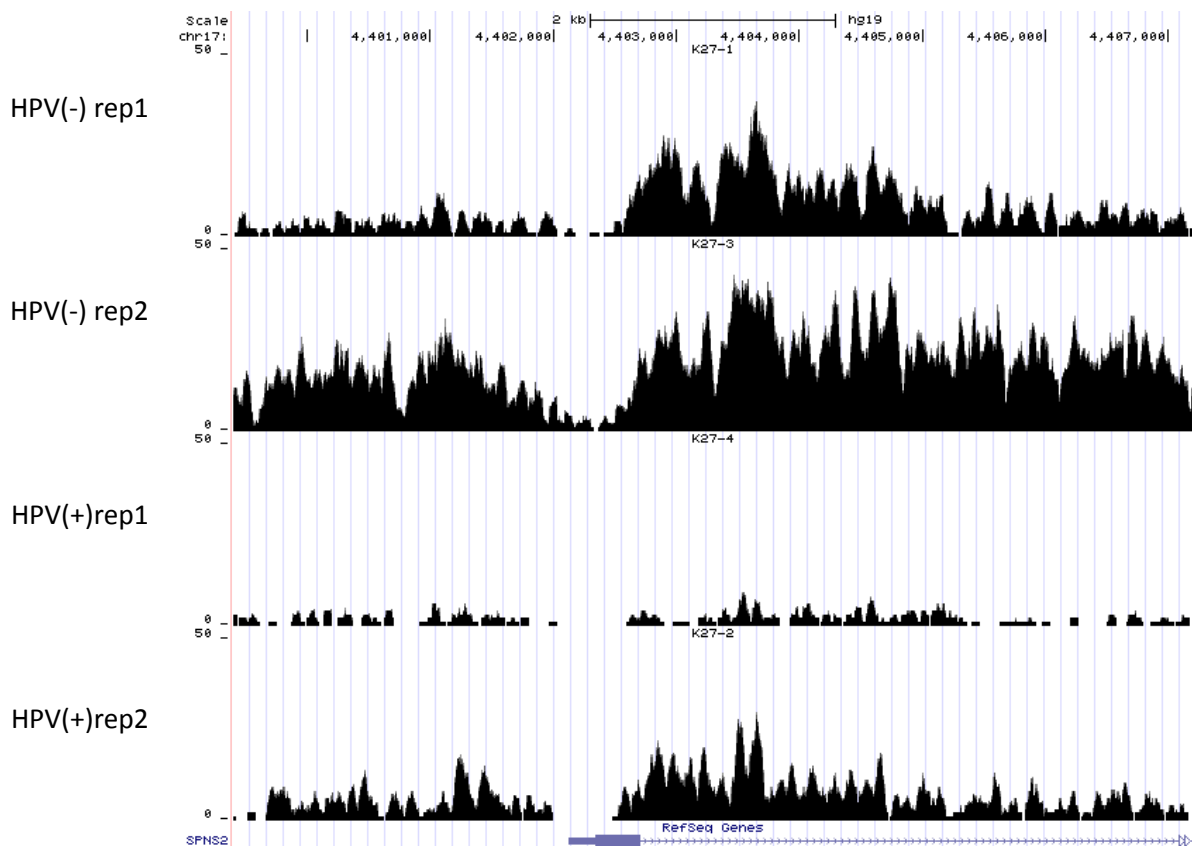 Scale 2 kb hg19
chr17: 4,401,000 4,402,000 4,403,000 4,404,000 4,405,000 4,406,000 4,407,000
50 K27-1
HPV(-) rep1
0
50 K27-3
HPV(-) rep2
0
50 K27-4
HPV(+)rep1
0
50 K27-2
HPV(+)rep2
0
RefSeq Genes
SPNS2